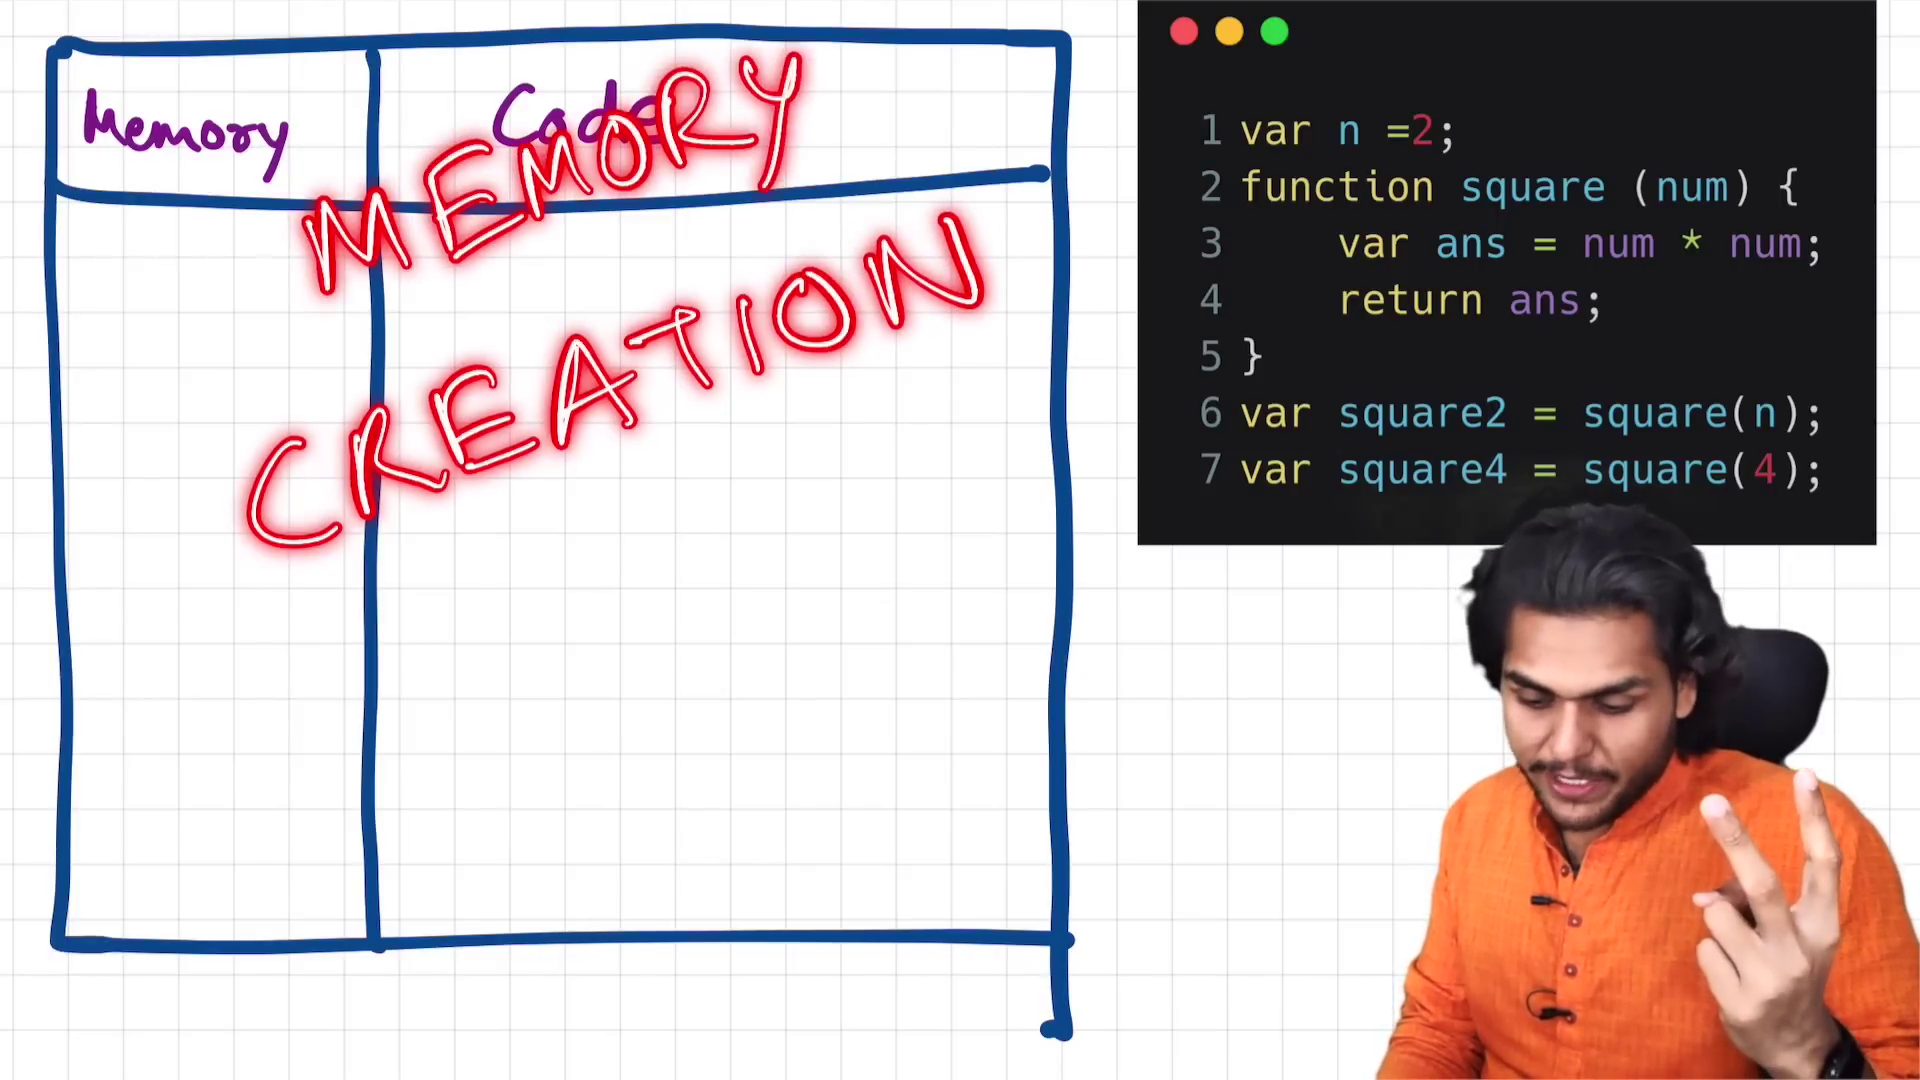 Memory
Code
MEMORY
CREATION
1 var n =2;
2 function square (num) {
3 var ans = num * num;
4 return ans;
5 }
6 var square2 = square(n);
7 var square4 = square(4);